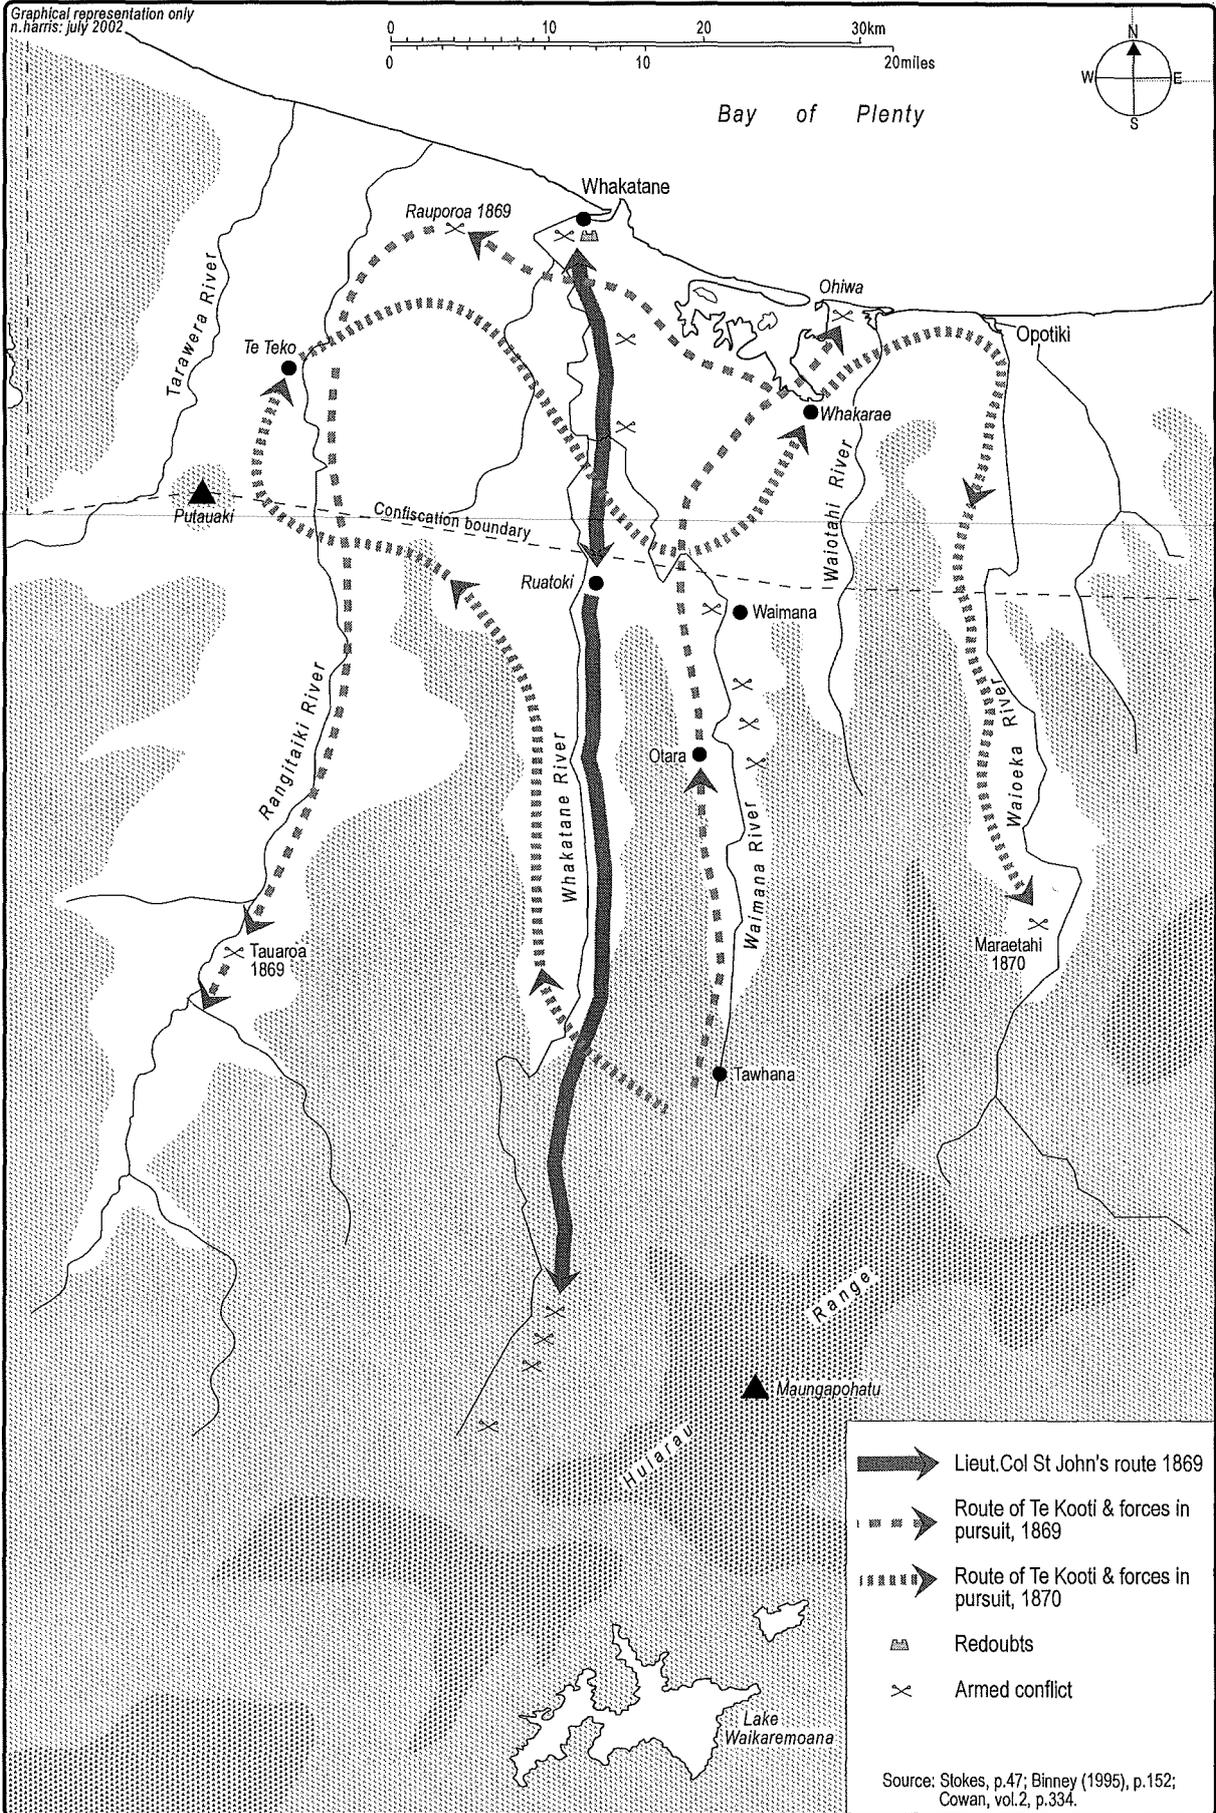 Graphical representation only
n.harris: july 2002
0 10 20 30km
0 10 20miles
N
W E
S
Bay of Plenty
Whakatane
Rauporoa 1869
Tarawera River
Ohiwa
Opotiki
Te Teko
Whakarae
Putauaki
Confiscation boundary
Waiotahi River
Ruatoki
Waimana
Rangitaiki River
Whakatane River
Otara
Waimana River
Waioeka River
Tauaroa
1869
Maraetahi
1870
Tawhana
Huiarau Range
Maungapohatu
Lake
Waikaremoana
Lieut.Col St John's route 1869
Route of Te Kooti & forces in
pursuit, 1869
Route of Te Kooti & forces in
pursuit, 1870
Redoubts
Armed conflict
Source: Stokes, p.47; Binney (1995), p.152;
Cowan, vol.2, p.334.